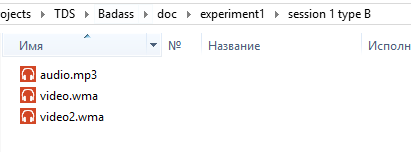 ojects ▸ TDS ▸ Badass ▸ doc ▸ experiment1 ▸ session 1 type B
Имя № Название Исполн
audio.mp3
video.wma
video2.wma